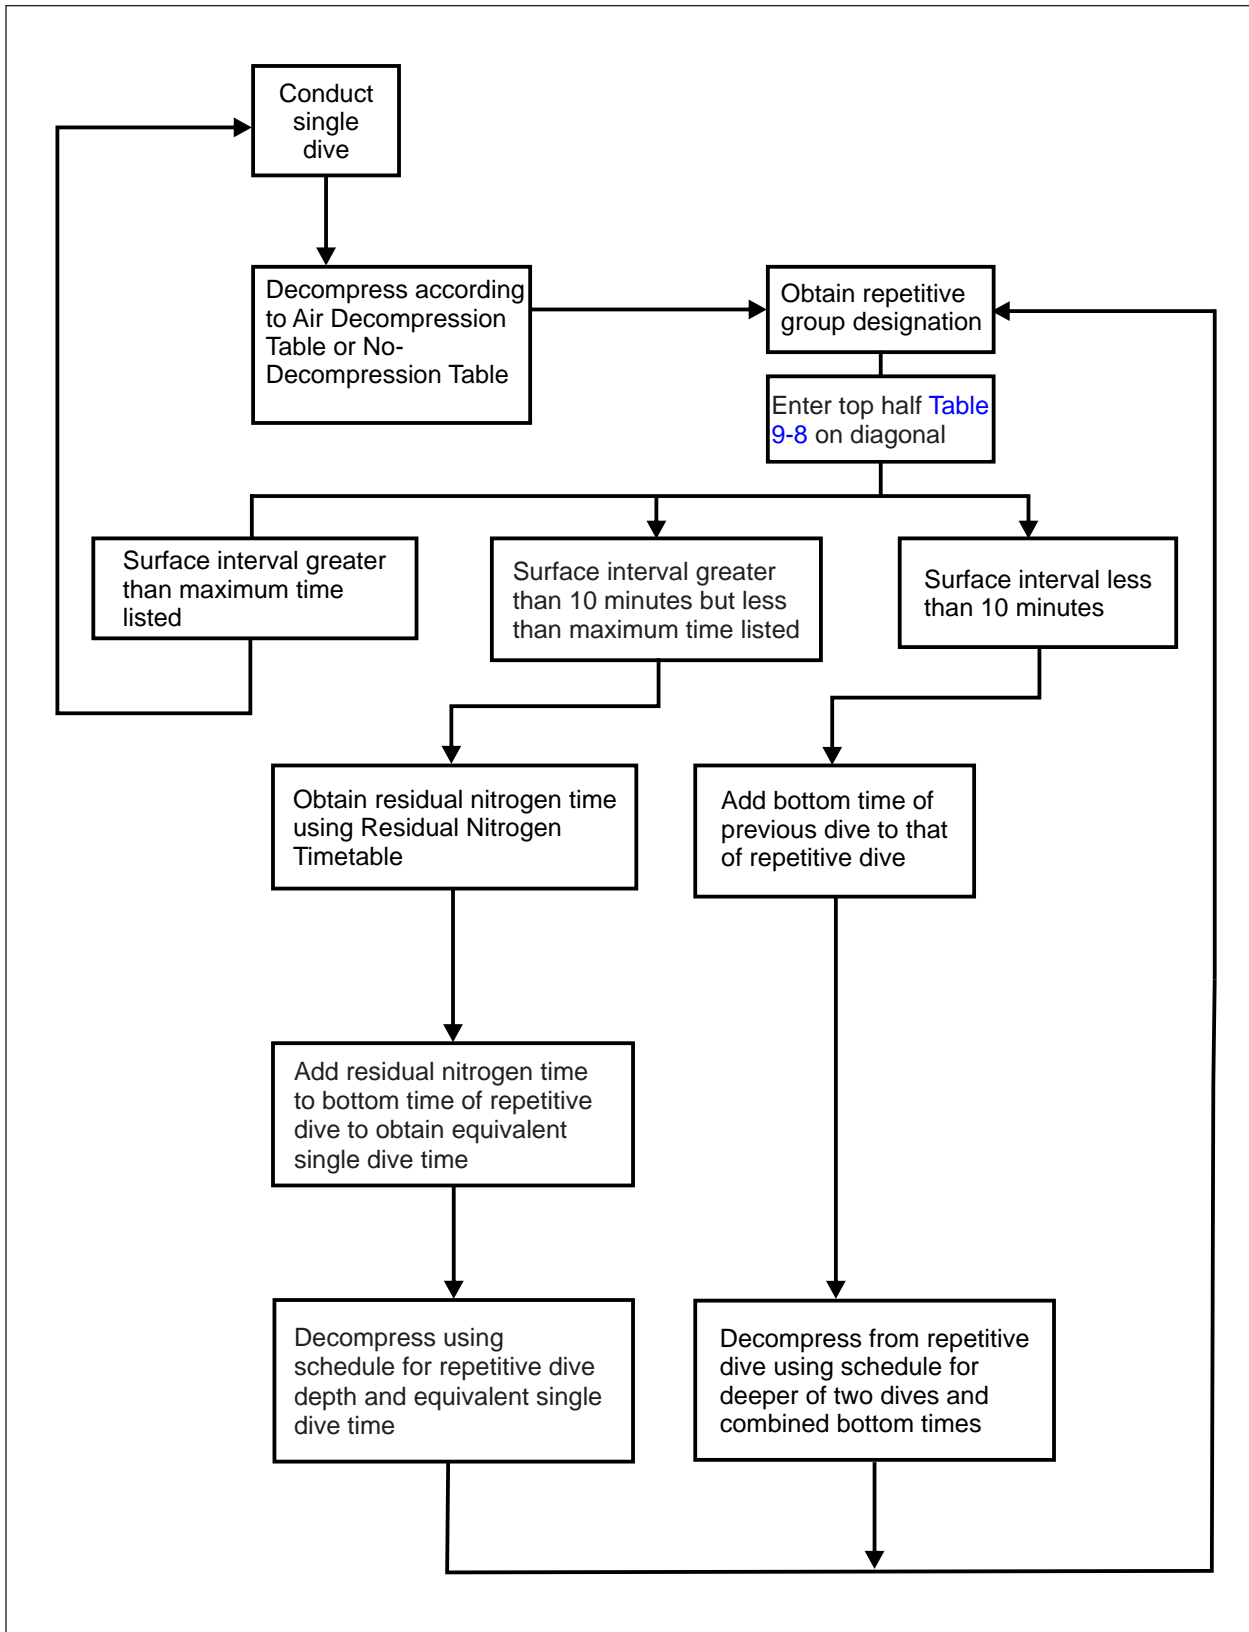 Conduct
single
dive
Decompress according
to Air Decompression
Table or No-
Decompression Table
Obtain repetitive
group designation
Enter top half Table
9-8 on diagonal
Surface interval greater
than maximum time
listed
Surface interval greater
than 10 minutes but less
than maximum time listed
Surface interval less
than 10 minutes
Obtain residual nitrogen time
using Residual Nitrogen
Timetable
Add bottom time of
previous dive to that
of repetitive dive
Add residual nitrogen time
to bottom time of repetitive
dive to obtain equivalent
single dive time
Decompress using
schedule for repetitive dive
depth and equivalent single
dive time
Decompress from repetitive
dive using schedule for
deeper of two dives and
combined bottom times